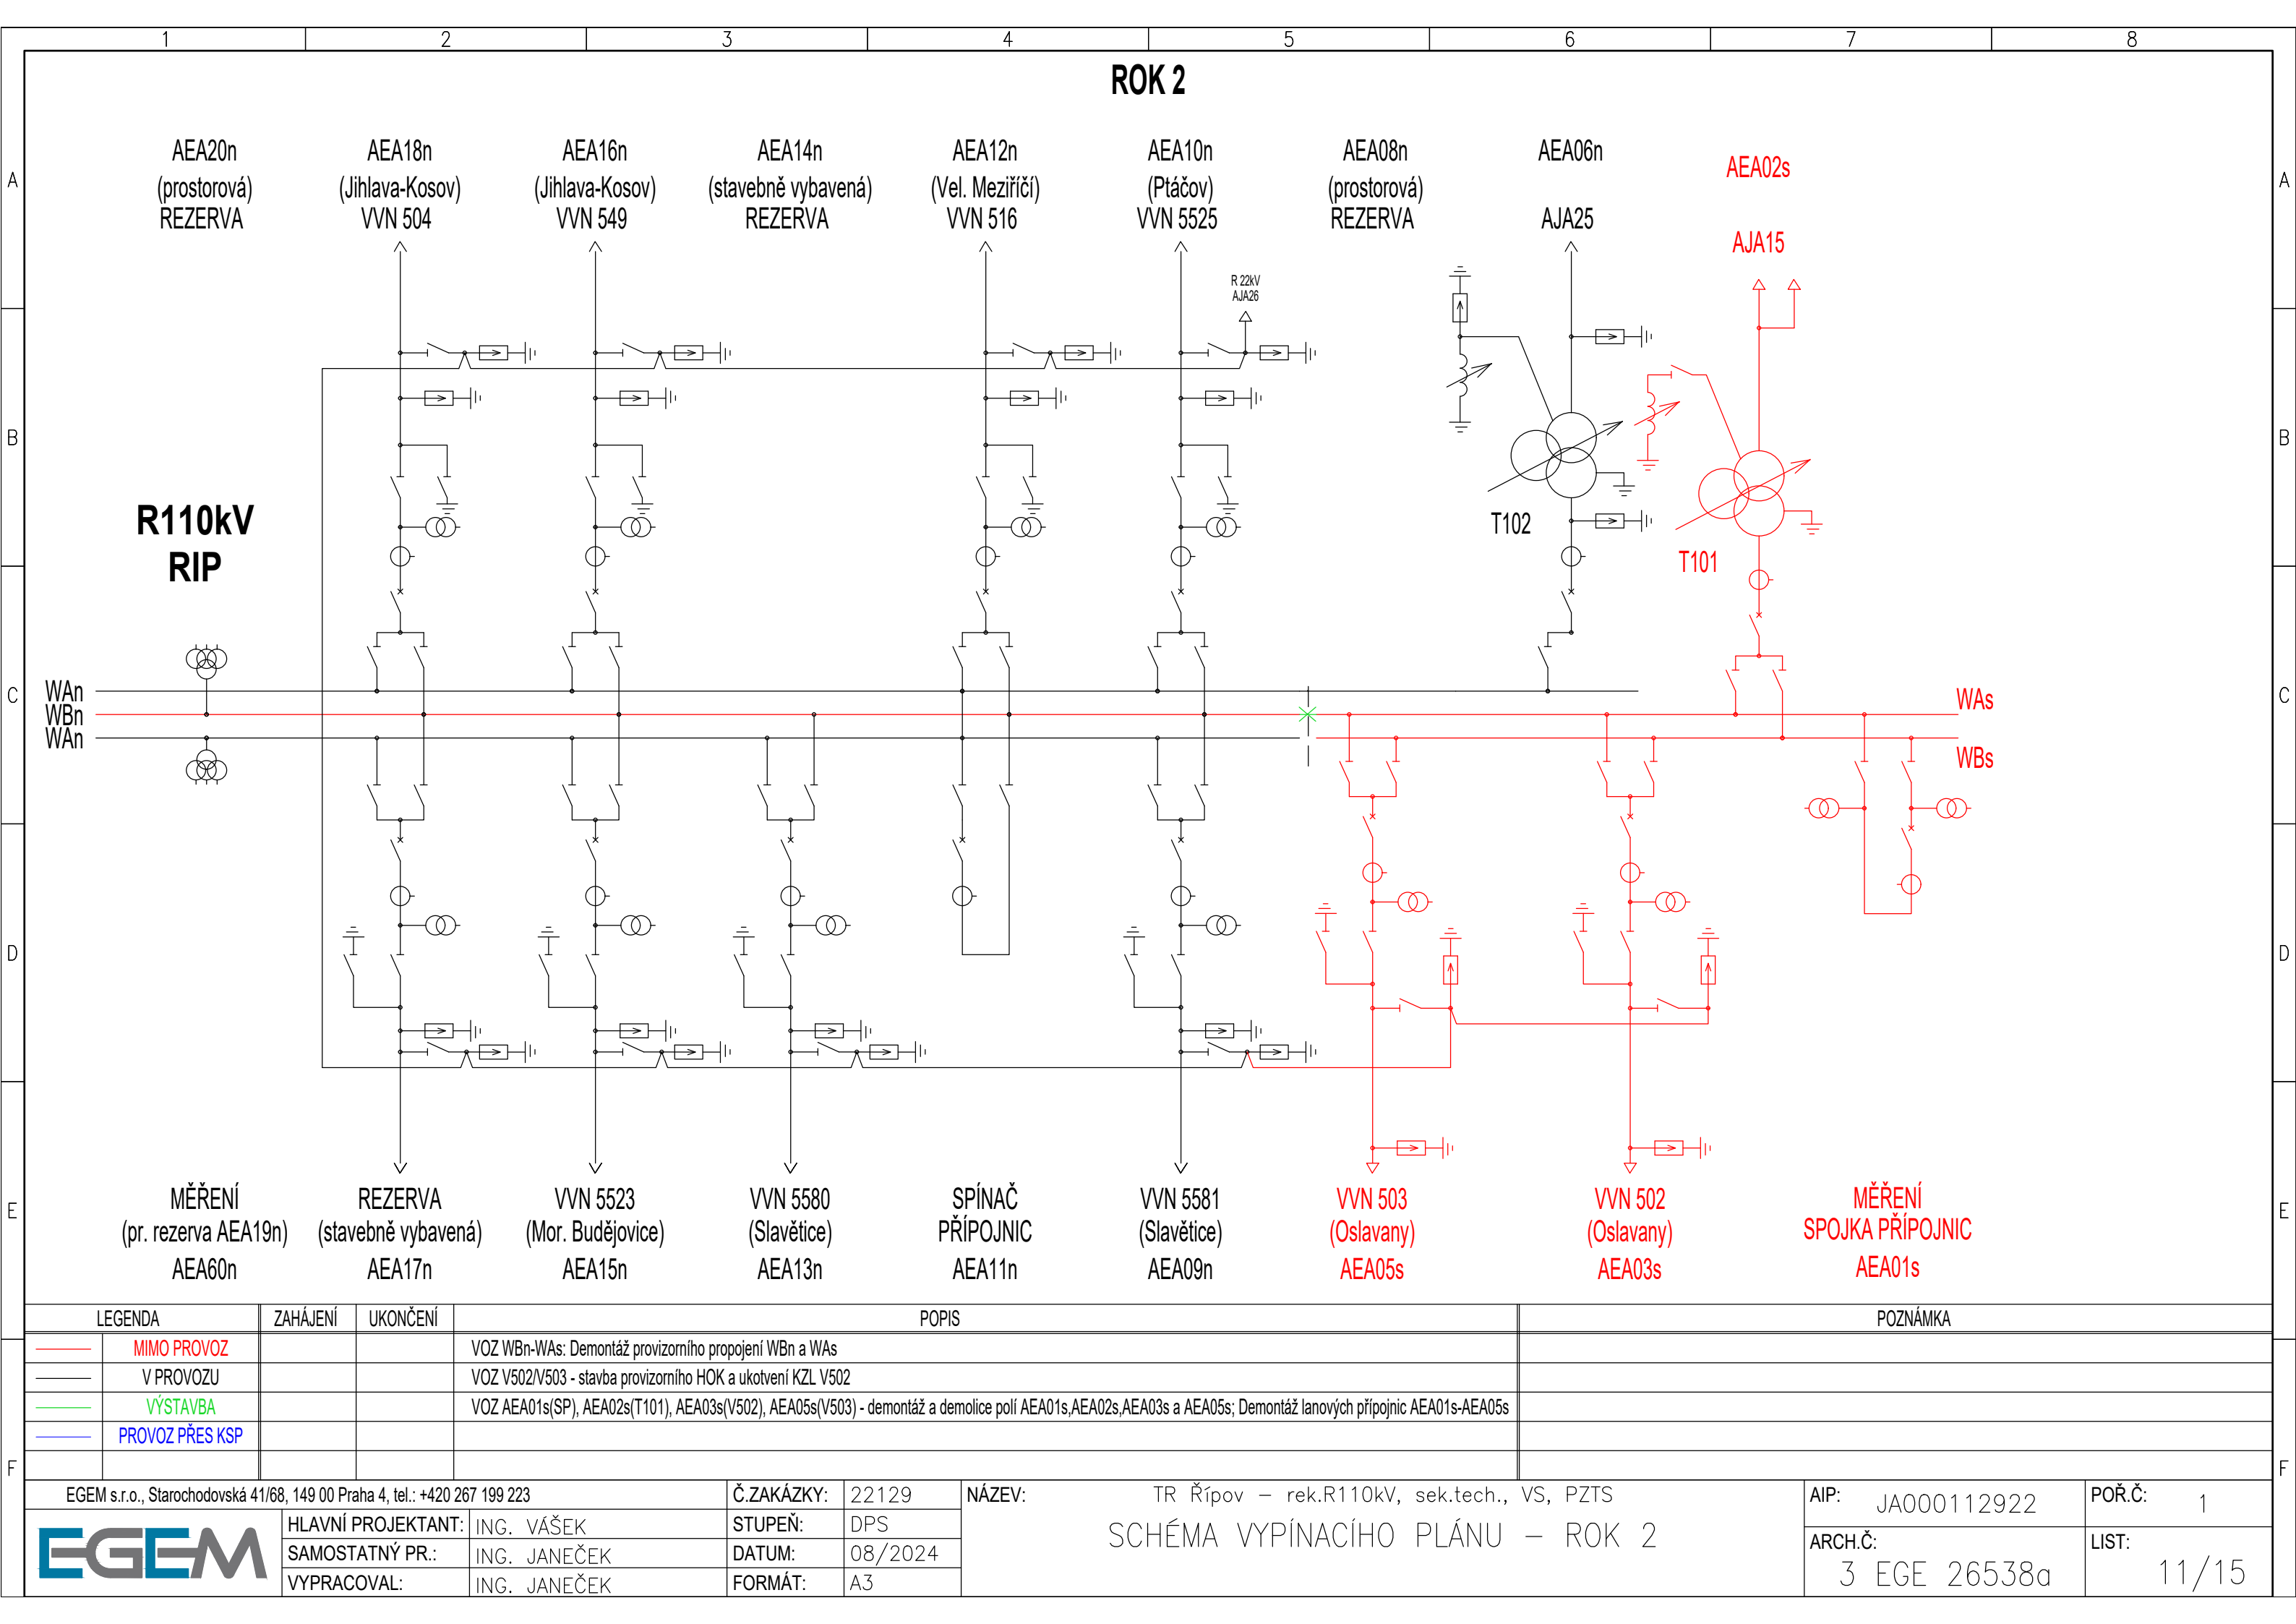 1 2 3 4 5 6 7 8
ROK 2
A
AEA20n
(prostorová)
REZERVA
AEA18n
(Jihlava-Kosov)
VVN 504
AEA16n
(Jihlava-Kosov)
VVN 549
AEA14n
(stavebně vybavená)
REZERVA
AEA12n
(Vel. Meziříčí)
VVN 516
AEA10n
(Ptáčov)
VVN 5525
AEA08n
(prostorová)
REZERVA
AEA06n
AJA25
AEA02s
AJA15
A
R 22kV
AJA26
B
B
R110kV
RIP
T102
T101
C
WAn
WBn
WAn
WAs
WBs
C
D
D
E
MĚŘENÍ
(pr. rezerva AEA19n)
AEA60n
REZERVA
(stavebně vybavená)
AEA17n
VVN 5523
(Mor. Budějovice)
AEA15n
VVN 5580
(Slavětice)
AEA13n
SPÍNAČ
PŘÍPOJNIC
AEA11n
VVN 5581
(Slavětice)
AEA09n
VVN 503
(Oslavany)
AEA05s
VVN 502
(Oslavany)
AEA03s
MĚŘENÍ
SPOJKA PŘÍPOJNIC
AEA01s
E
LEGENDA ZAHÁJENÍ UKONČENÍ POPIS POZNÁMKA
MIMO PROVOZ VOZ WBn-WAs: Demontáž provizorního propojení WBn a WAs
V PROVOZU VOZ V502/V503 - stavba provizorního HOK a ukotvení KZL V502
VÝSTAVBA VOZ AEA01s(SP), AEA02s(T101), AEA03s(V502), AEA05s(V503) - demontáž a demolice polí AEA01s,AEA02s,AEA03s a AEA05s; Demontáž lanových přípojnic AEA01s-AEA05s
PROVOZ PŘES KSP
F
F
EGEM s.r.o., Starochodovská 41/68, 149 00 Praha 4, tel.: +420 267 199 223
EGEM
HLAVNÍ PROJEKTANT: ING. VÁŠEK
SAMOSTATNÝ PR.: ING. JANEČEK
VYPRACOVAL: ING. JANEČEK
Č.ZAKÁZKY: 22129
STUPEŇ: DPS
DATUM: 08/2024
FORMÁT: A3
NÁZEV: TR Řípov – rek.R110kV, sek.tech., VS, PZTS
SCHÉMA VYPÍNACÍHO PLÁNU – ROK 2
AIP: JA000112922
POŘ.Č: 1
ARCH.Č: 3 EGE 26538a
LIST: 11/15